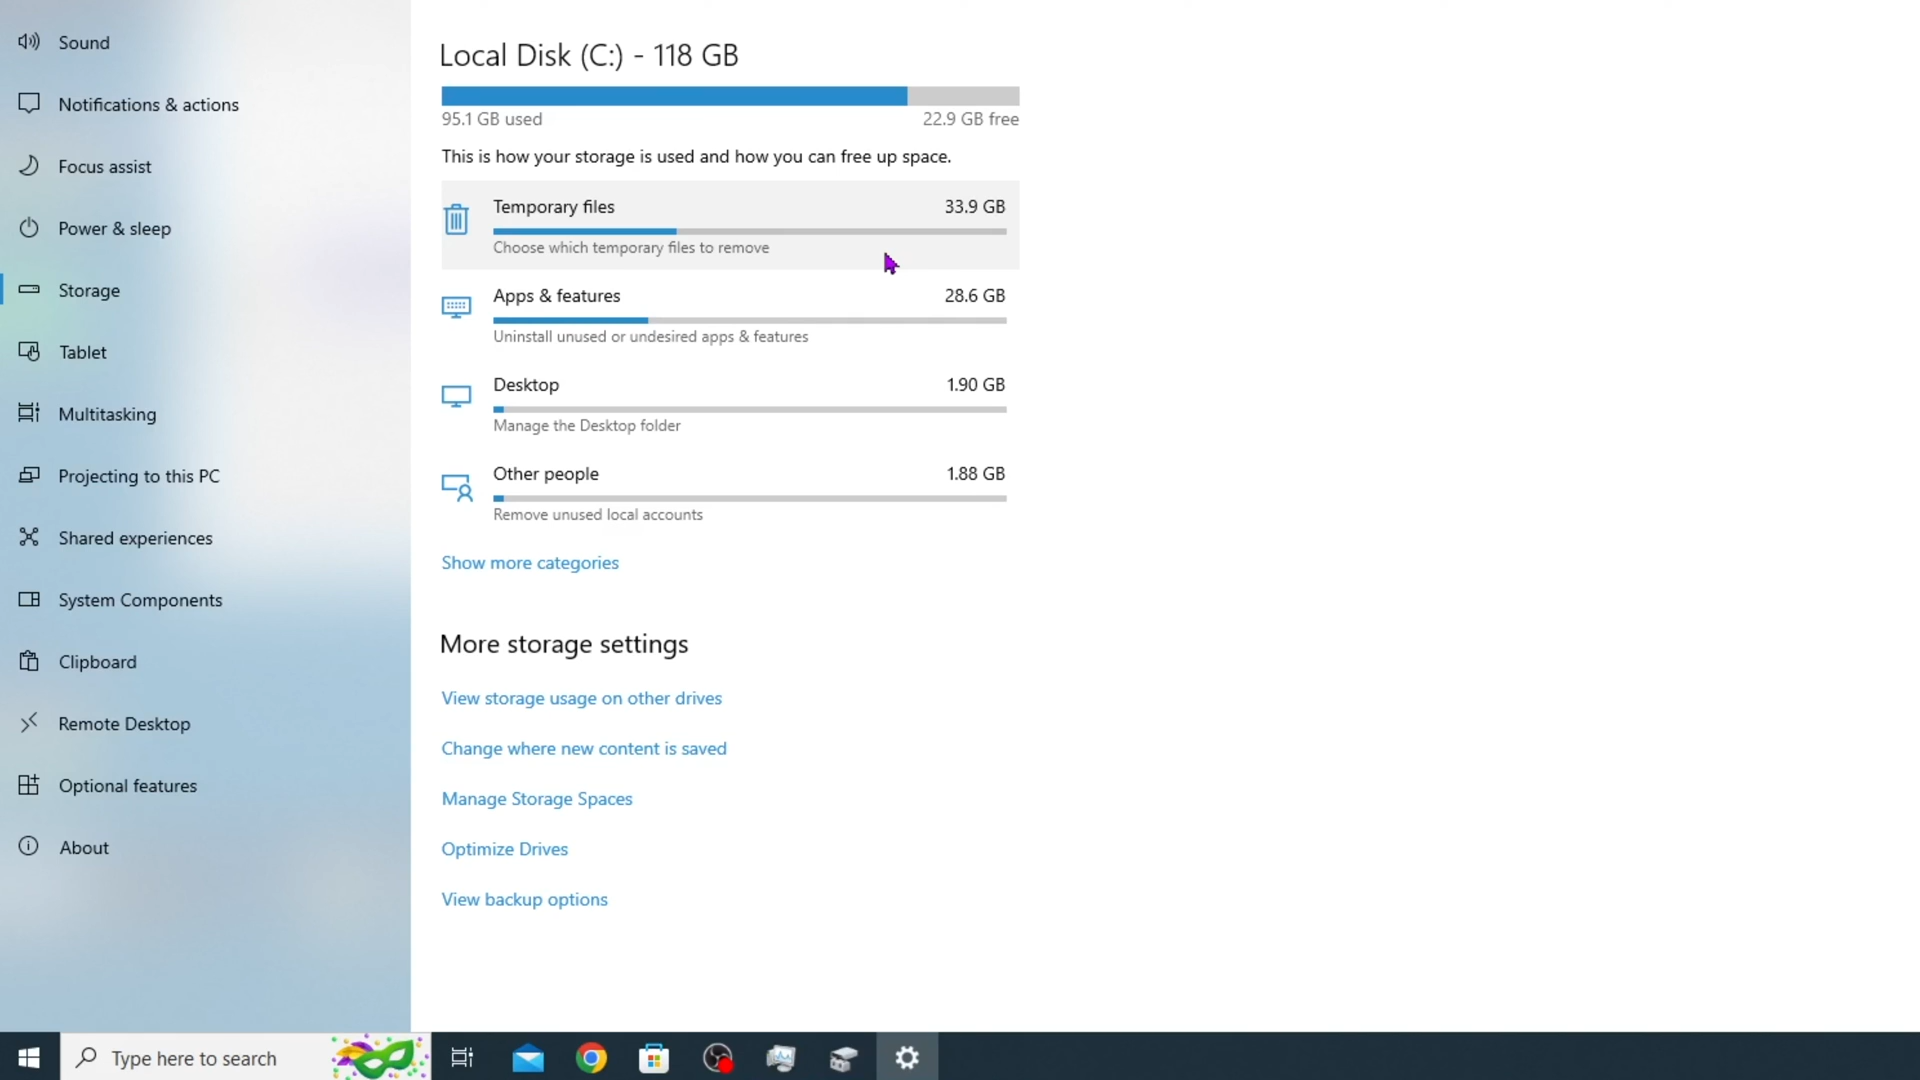 Sound
Notifications & actions
Focus assist
Power & sleep
Storage
Tablet
Multitasking
Projecting to this PC
Shared experiences
System Components
Clipboard
Remote Desktop
Optional features
About
Local Disk (C:) - 118 GB
95.1 GB used 22.9 GB free
This is how your storage is used and how you can free up space.
Temporary files 33.9 GB
Choose which temporary files to remove
Apps & features 28.6 GB
Uninstall unused or undesired apps & features
Desktop 1.90 GB
Manage the Desktop folder
Other people 1.88 GB
Remove unused local accounts
Show more categories
More storage settings
View storage usage on other drives
Change where new content is saved
Manage Storage Spaces
Optimize Drives
View backup options
Type here to search